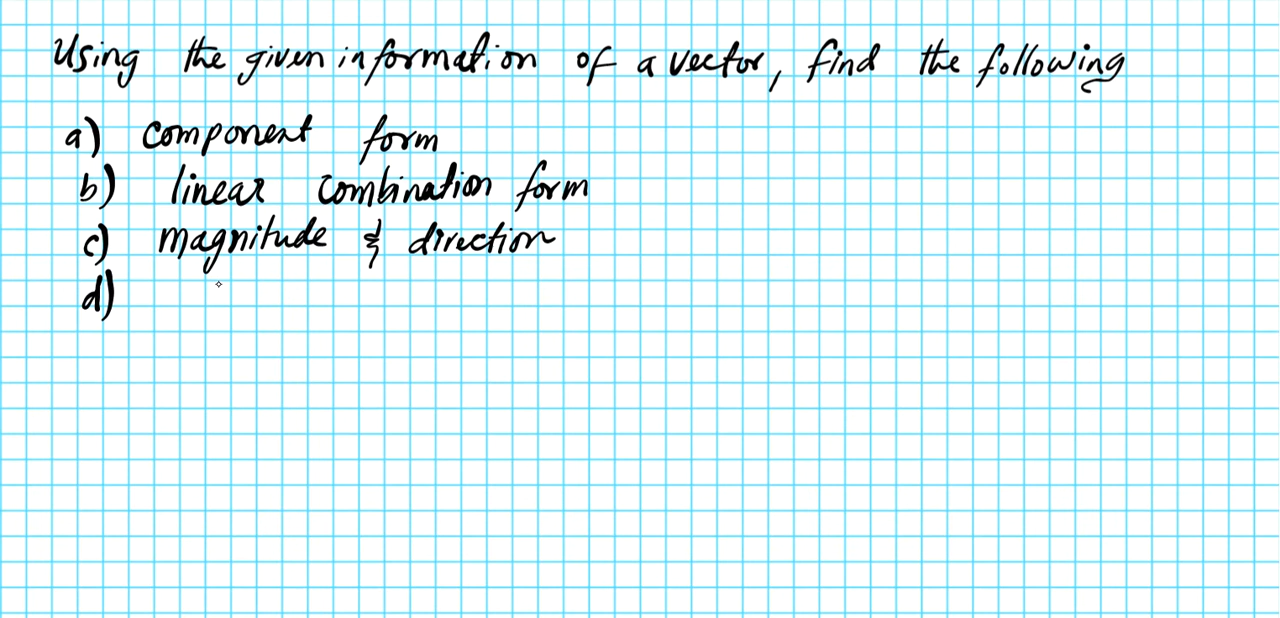 Using the given information of a vector, find the following
a) component form
b) linear combination form
c) magnitude & direction
d)